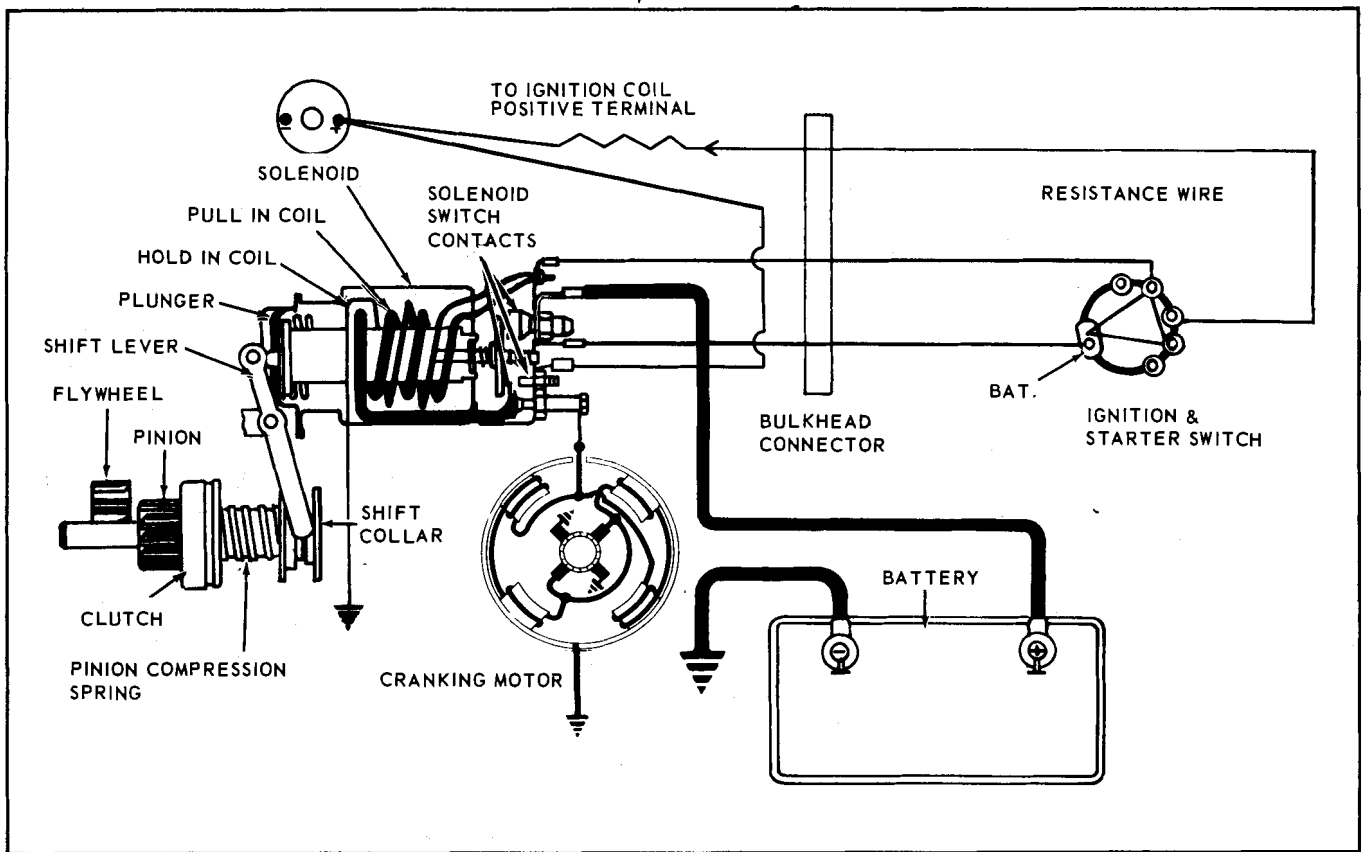 TO IGNITION COIL
POSITIVE TERMINAL
- +
SOLENOID
SOLENOID
SWITCH
CONTACTS
PULL IN COIL
HOLD IN COIL
PLUNGER
SHIFT LEVER
FLYWHEEL
PINION
RESISTANCE WIRE
BAT.
IGNITION &
STARTER SWITCH
BULKHEAD
CONNECTOR
SHIFT
COLLAR
CLUTCH
PINION COMPRESSION
SPRING
CRANKING MOTOR
BATTERY
- +